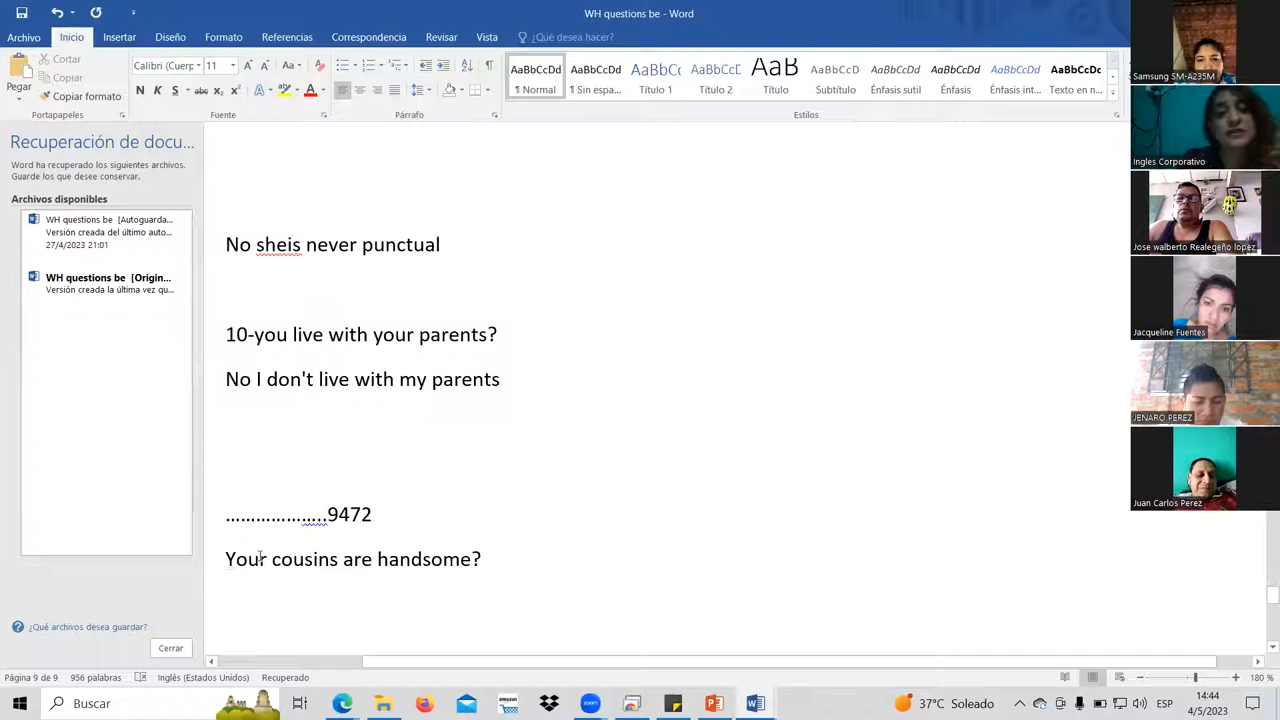 WH questions be - Word
Archivo Inicio Insertar Diseño Formato Referencias Correspondencia Revisar Vista ¿Qué desea hacer?
Cortar
Copiar
Copiar formato
Pegar
Portapapeles
Calibri (Cuerp 11
Fuente
Párrafo
AaBbCcDd AaBbCcDd AaBbCc AaBbCcD AaB AaBbCcD AaBbCcDd AaBbCcDd AaBbCcDd AaBbCcDc
¶ Normal ¶ Sin espa... Título 1 Título 2 Título Subtítulo Énfasis sutil Énfasis Énfasis int... Texto en n...
Estilos
Recuperación de docu...
Word ha recuperado los siguientes archivos.
Guarde los que desee conservar.
Archivos disponibles
WH questions be [Autoguarda...
Versión creada del último auto...
27/4/2023 21:01
WH questions be [Origin...
Versión creada la última vez qu...
¿Qué archivos desea guardar?
Cerrar
No sheis never punctual
10-you live with your parents?
No I don't live with my parents
………………..9472
Your cousins are handsome?
Samsung SM-A235M
Ingles Corporativo
Jose walberto Realegeño lopez
Jacqueline Fuentes
JENARO PEREZ
Juan Carlos Perez
Página 9 de 9 956 palabras Inglés (Estados Unidos) Recuperado
180 %
Buscar
amazon
zoom
37°C Soleado
ESP
14:44
4/5/2023